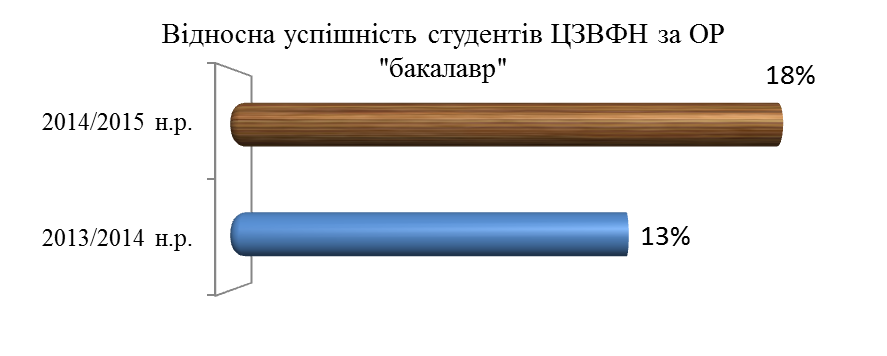 Відносна успішність студентів ЦЗВФН за ОР
"бакалавр"
18%
2014/2015 н.р.
2013/2014 н.р.
13%